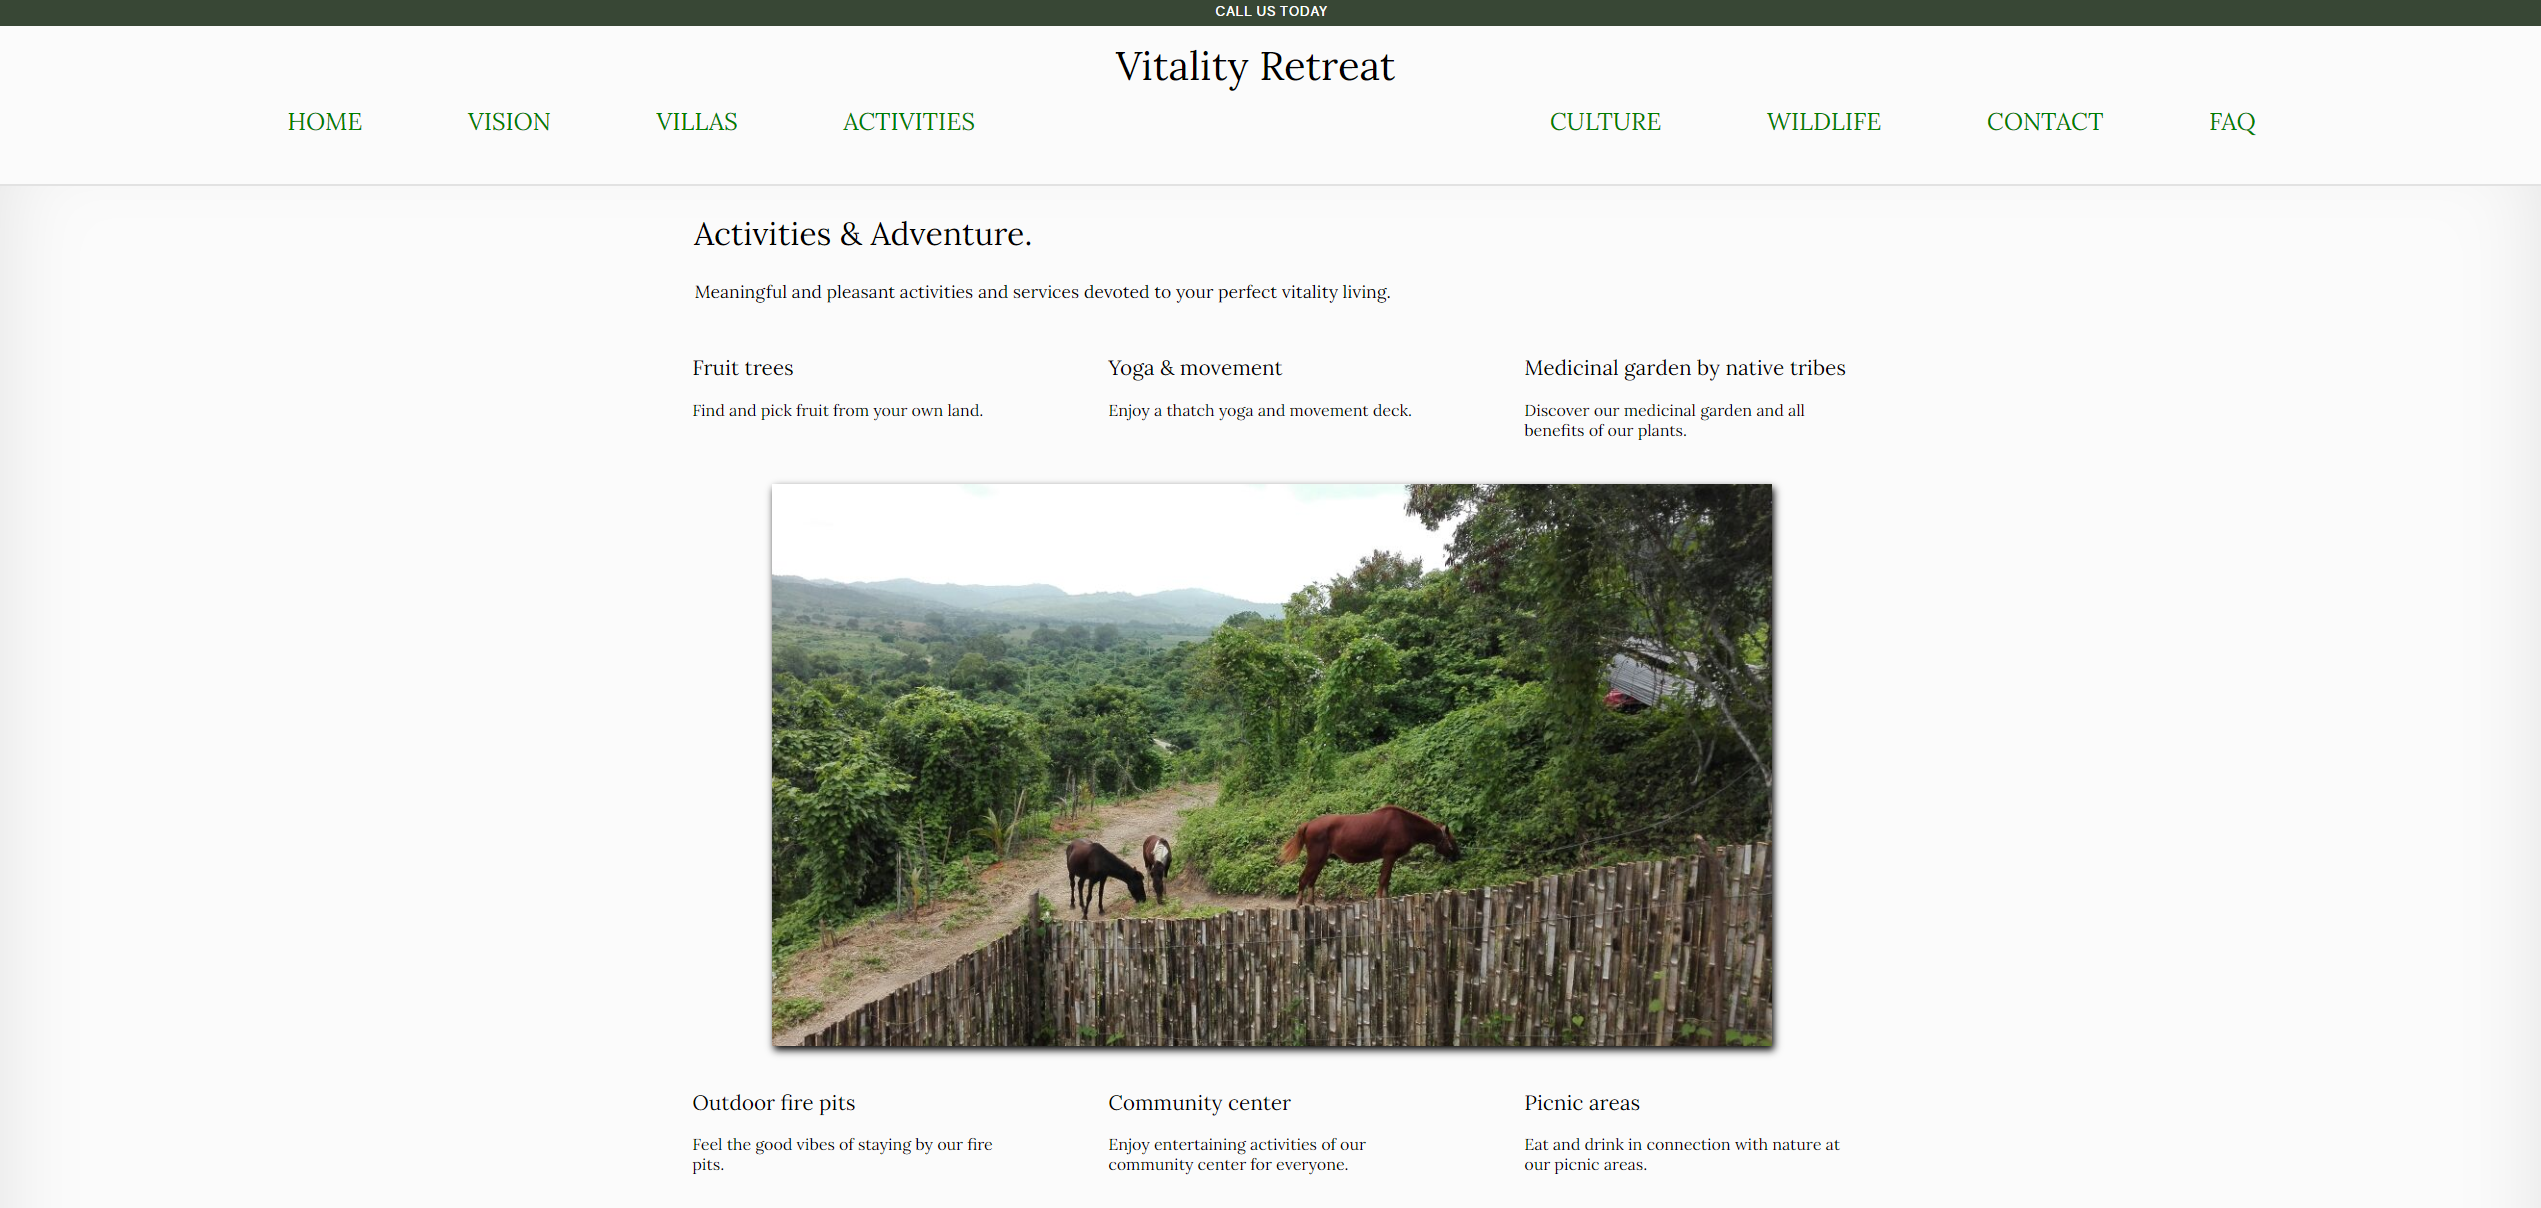 CALL US TODAY
Vitality Retreat
HOME VISION VILLAS ACTIVITIES CULTURE WILDLIFE CONTACT FAQ
Activities & Adventure.
Meaningful and pleasant activities and services devoted to your perfect vitality living.
Fruit trees
Find and pick fruit from your own land.
Yoga & movement
Enjoy a thatch yoga and movement deck.
Medicinal garden by native tribes
Discover our medicinal garden and all
benefits of our plants.
Outdoor fire pits
Feel the good vibes of staying by our fire
pits.
Community center
Enjoy entertaining activities of our
community center for everyone.
Picnic areas
Eat and drink in connection with nature at
our picnic areas.